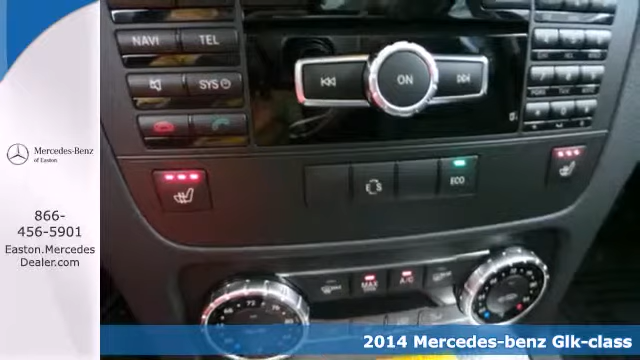 NAVI TEL
SYS
ON
ECO
E S
MAX
A/C
72
Mercedes-Benz
of Easton
866-
456-5901
Easton.Mercedes
Dealer.com
2014 Mercedes-benz Glk-class